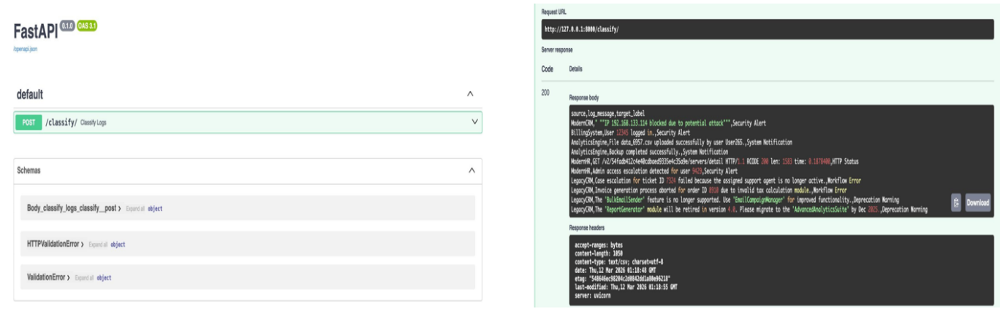 FastAPI 0.1.0 OAS 3.1
/openapi.json
default
POST /classify/ Classify Logs
Schemas
Body_classify_logs_classify__post > Expand all object
HTTPValidationError > Expand all object
ValidationError > Expand all object
Request URL
http://127.0.0.1:8000/classify/
Server response
Code Details
200
Response body
source,log_message,target_label
ModernCRM," ""IP 192.168.133.114 blocked due to potential attack""",Security Alert
BillingSystem,User 12345 logged in.,Security Alert
AnalyticsEngine,File data_6957.csv uploaded successfully by user User265.,System Notification
AnalyticsEngine,Backup completed successfully.,System Notification
ModernHR,GET /servers/detail HTTP/1.1 RCODE 200 len: 1583 time: 0.1878400,HTTP Status
ModernHR,Admin access escalation detected for user 9429,Security Alert
LegacyCRM,Case escalation for ticket ID 7324 failed because the assigned support agent is no longer active.,Workflow Error
LegacyCRM,Invoice generation process aborted for order ID 8910 due to invalid tax calculation module.,Workflow Error
LegacyCRM,The 'BulkEmailSender' feature is no longer supported. Use 'EmailCampaignManager' for improved functionality.,Deprecation Warning
LegacyCRM,The 'ReportGenerator' module will be retired in version 4.0. Please migrate to the 'AdvancedAnalyticsSuite' by Dec 2025.,Deprecation Warning
Download
Response headers
accept-ranges: bytes
content-length: 1050
content-type: text/csv; charset=utf-8
date: Thu,12 Mar 2026 01:18:48 GMT
etag:
last-modified: Thu,12 Mar 2026 01:18:55 GMT
server: uvicorn